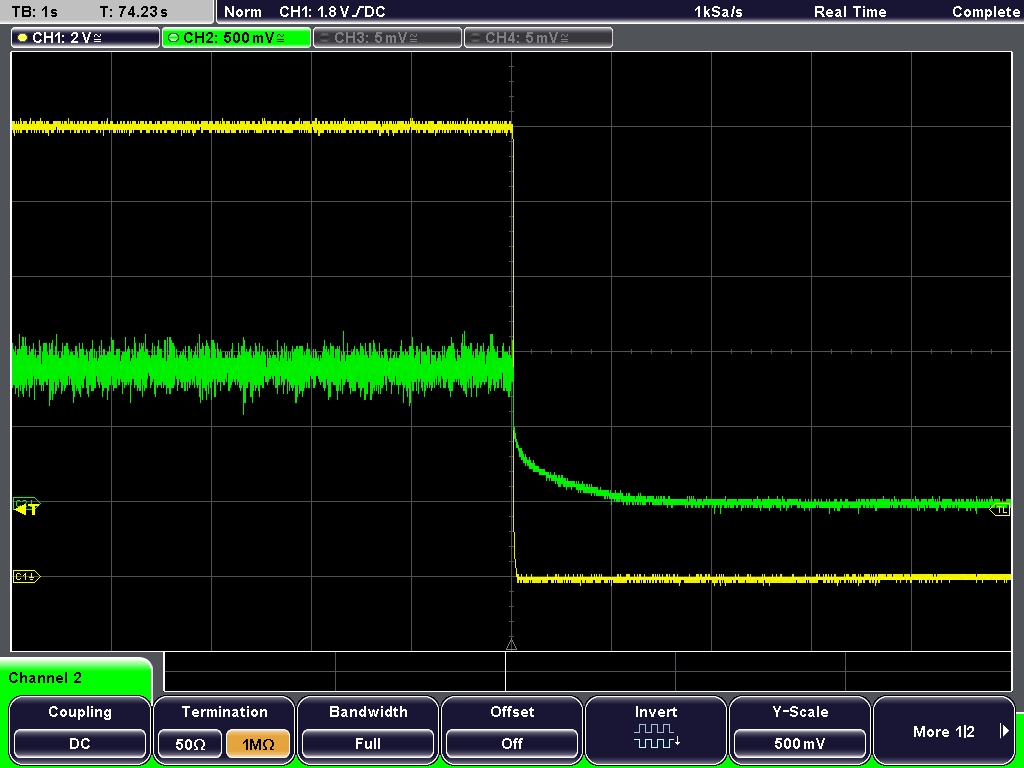 TB: 1s T: 74.23s Norm CH1: 1.8 V DC 1kSa/s Real Time Complete
CH1: 2 V≅ CH2: 500 mV≅ CH3: 5 mV≅ CH4: 5 mV≅
T
TL
C1
Channel 2
Coupling Termination Bandwidth Offset Invert Y-Scale More 1|2
DC 50Ω 1MΩ Full Off 500 mV